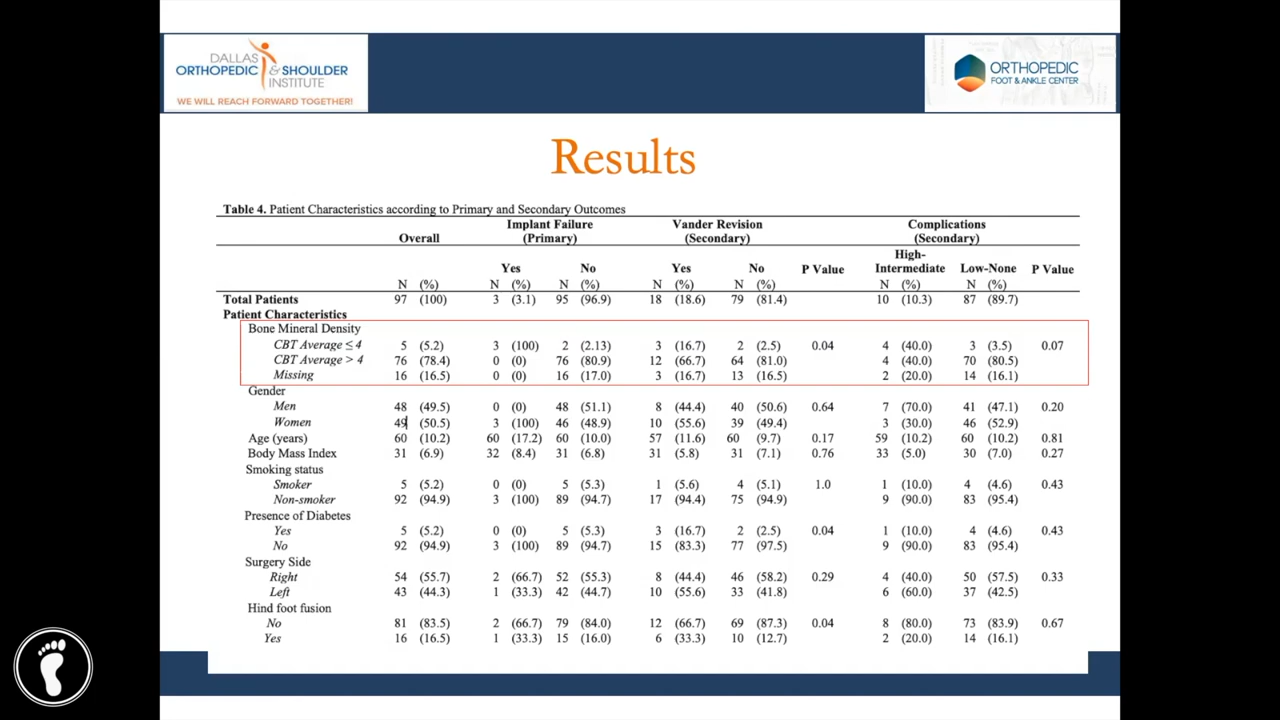 DALLAS
ORTHOPEDIC & SHOULDER
INSTITUTE
WE WILL REACH FORWARD TOGETHER!
ORTHOPEDIC
FOOT & ANKLE CENTER
Results
Table 4. Patient Characteristics according to Primary and Secondary Outcomes
Overall Implant Failure (Primary) Vander Revision (Secondary) Complications (Secondary)
Yes No Yes No P Value High-Intermediate Low-None P Value
N (%) N (%) N (%) N (%) N (%) N (%) N (%)
Total Patients 97 (100) 3 (3.1) 95 (96.9) 18 (18.6) 79 (81.4) 10 (10.3) 87 (89.7)
Patient Characteristics
Bone Mineral Density
CBT Average ≤ 4 5 (5.2) 3 (100) 2 (2.13) 3 (16.7) 2 (2.5) 0.04 4 (40.0) 3 (3.5) 0.07
CBT Average > 4 76 (78.4) 0 (0) 76 (80.9) 12 (66.7) 64 (81.0) 4 (40.0) 70 (80.5)
Missing 16 (16.5) 0 (0) 16 (17.0) 3 (16.7) 13 (16.5) 2 (20.0) 14 (16.1)
Gender
Men 48 (49.5) 0 (0) 48 (51.1) 8 (44.4) 40 (50.6) 0.64 7 (70.0) 41 (47.1) 0.20
Women 49 (50.5) 3 (100) 46 (48.9) 10 (55.6) 39 (49.4) 3 (30.0) 46 (52.9)
Age (years) 60 (10.2) 60 (17.2) 60 (10.0) 57 (11.6) 60 (9.7) 0.17 59 (10.2) 60 (10.2) 0.81
Body Mass Index 31 (6.9) 32 (8.4) 31 (6.8) 31 (5.8) 31 (7.1) 0.76 33 (5.0) 30 (7.0) 0.27
Smoking status
Smoker 5 (5.2) 0 (0) 5 (5.3) 1 (5.6) 4 (5.1) 1.0 1 (10.0) 4 (4.6) 0.43
Non-smoker 92 (94.9) 3 (100) 89 (94.7) 17 (94.4) 75 (94.9) 9 (90.0) 83 (95.4)
Presence of Diabetes
Yes 5 (5.2) 0 (0) 5 (5.3) 3 (16.7) 2 (2.5) 0.04 1 (10.0) 4 (4.6) 0.43
No 92 (94.9) 3 (100) 89 (94.7) 15 (83.3) 77 (97.5) 9 (90.0) 83 (95.4)
Surgery Side
Right 54 (55.7) 2 (66.7) 52 (55.3) 8 (44.4) 46 (58.2) 0.29 4 (40.0) 50 (57.5) 0.33
Left 43 (44.3) 1 (33.3) 42 (44.7) 10 (55.6) 33 (41.8) 6 (60.0) 37 (42.5)
Hind foot fusion
No 81 (83.5) 2 (66.7) 79 (84.0) 12 (66.7) 69 (87.3) 0.04 8 (80.0) 73 (83.9) 0.67
Yes 16 (16.5) 1 (33.3) 15 (16.0) 6 (33.3) 10 (12.7) 2 (20.0) 14 (16.1)